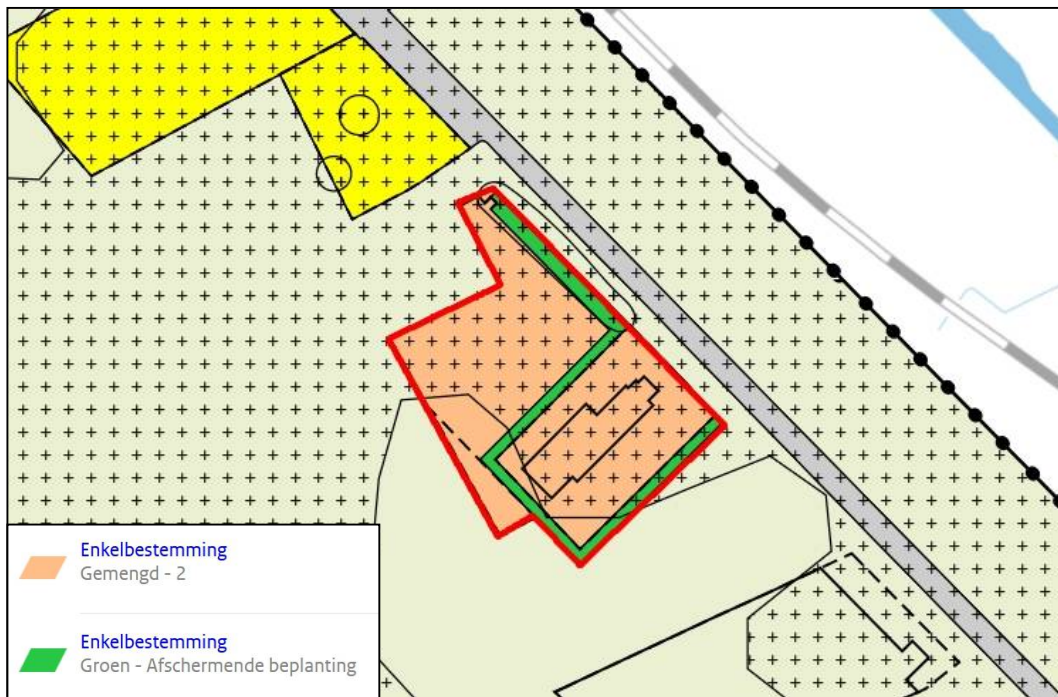 Enkelbestemming
Gemengd - 2
Enkelbestemming
Groen - Afschermende beplanting